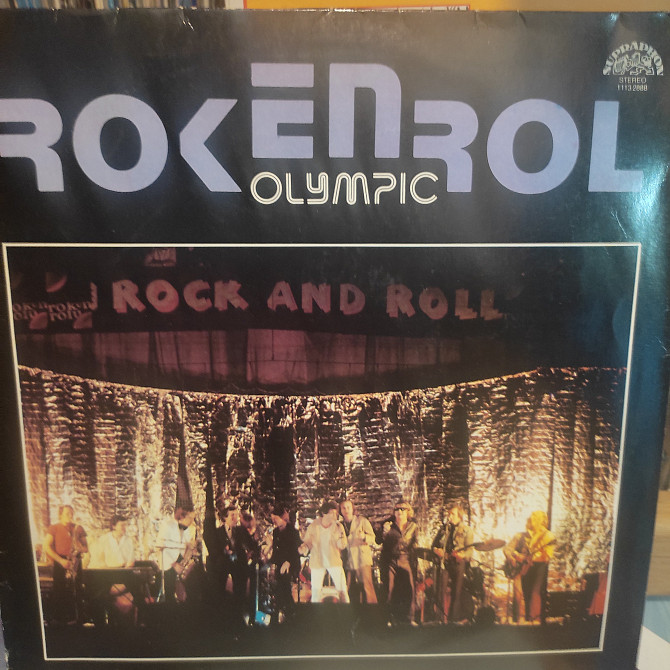 SUPRAPHON
STEREO
1113 2888
ROKENROL
OLYMPIC
ROCK AND ROLL